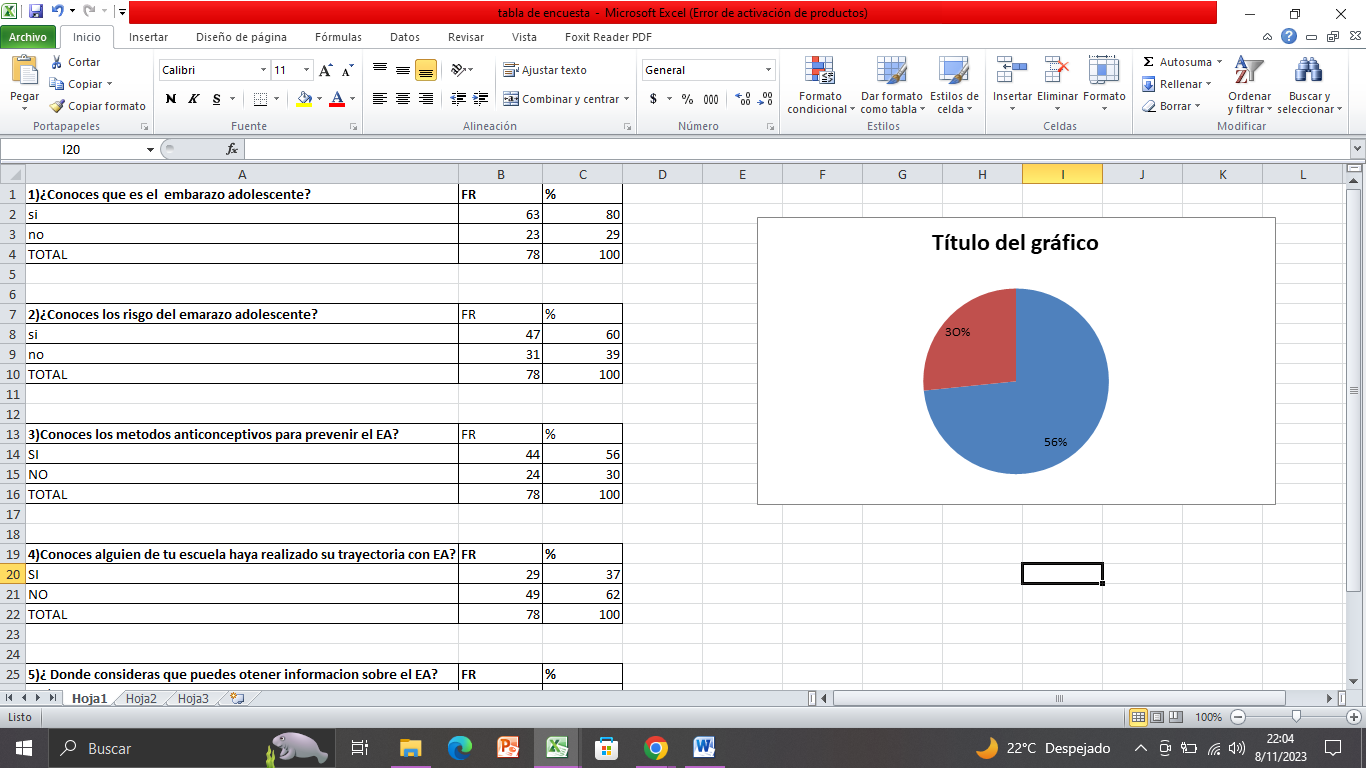 tabla de encuesta - Microsoft Excel (Error de activación de productos)
Archivo Inicio Insertar Diseño de página Fórmulas Datos Revisar Vista Foxit Reader PDF
Pegar
Cortar
Copiar
Copiar formato
Portapapeles
Calibri 11
N K S
Fuente
Ajustar texto
Combinar y centrar
Alineación
General
$ % 000
Número
Formato condicional
Dar formato como tabla
Estilos de celda
Estilos
Insertar Eliminar Formato
Celdas
Autosuma
Rellenar
Borrar
Ordenar y filtrar
Buscar y seleccionar
Modificar
I20 fx
A B C D E F G H I J K L
1 1)¿Conoces que es el embarazo adolescente? FR %
2 si 63 80
3 no 23 29
4 TOTAL 78 100
5
6
7 2)¿Conoces los risgo del emarazo adolescente? FR %
8 si 47 60
9 no 31 39
10 TOTAL 78 100
11
12
13 3)Conoces los metodos anticonceptivos para prevenir el EA? FR %
14 SI 44 56
15 NO 24 30
16 TOTAL 78 100
17
18
19 4)Conoces alguien de tu escuela haya realizado su trayectoria con EA? FR %
20 SI 29 37
21 NO 49 62
22 TOTAL 78 100
23
24
25 5)¿ Donde consideras que puedes otener informacion sobre el EA? FR %
Título del gráfico
3O%
56%
Hoja1 Hoja2 Hoja3
Listo 100%
Buscar
22°C Despejado
22:04
8/11/2023